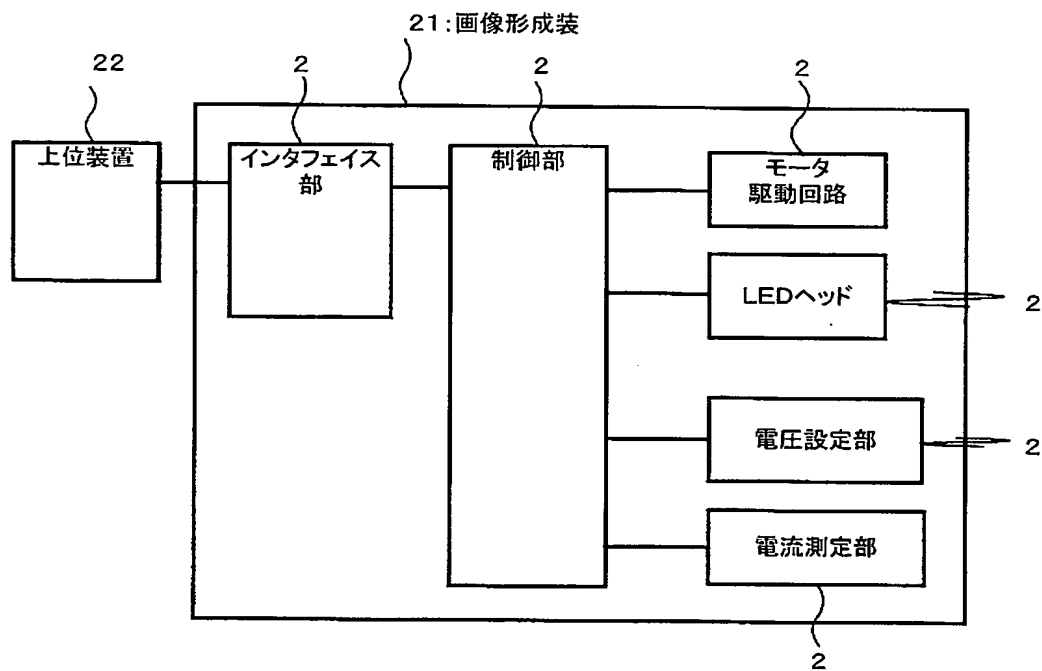 21:画像形成装
22
2
2
2
上位装置
インタフェイス
部
制御部
モータ
駆動回路
LEDヘッド
2
電圧設定部
2
電流測定部
2